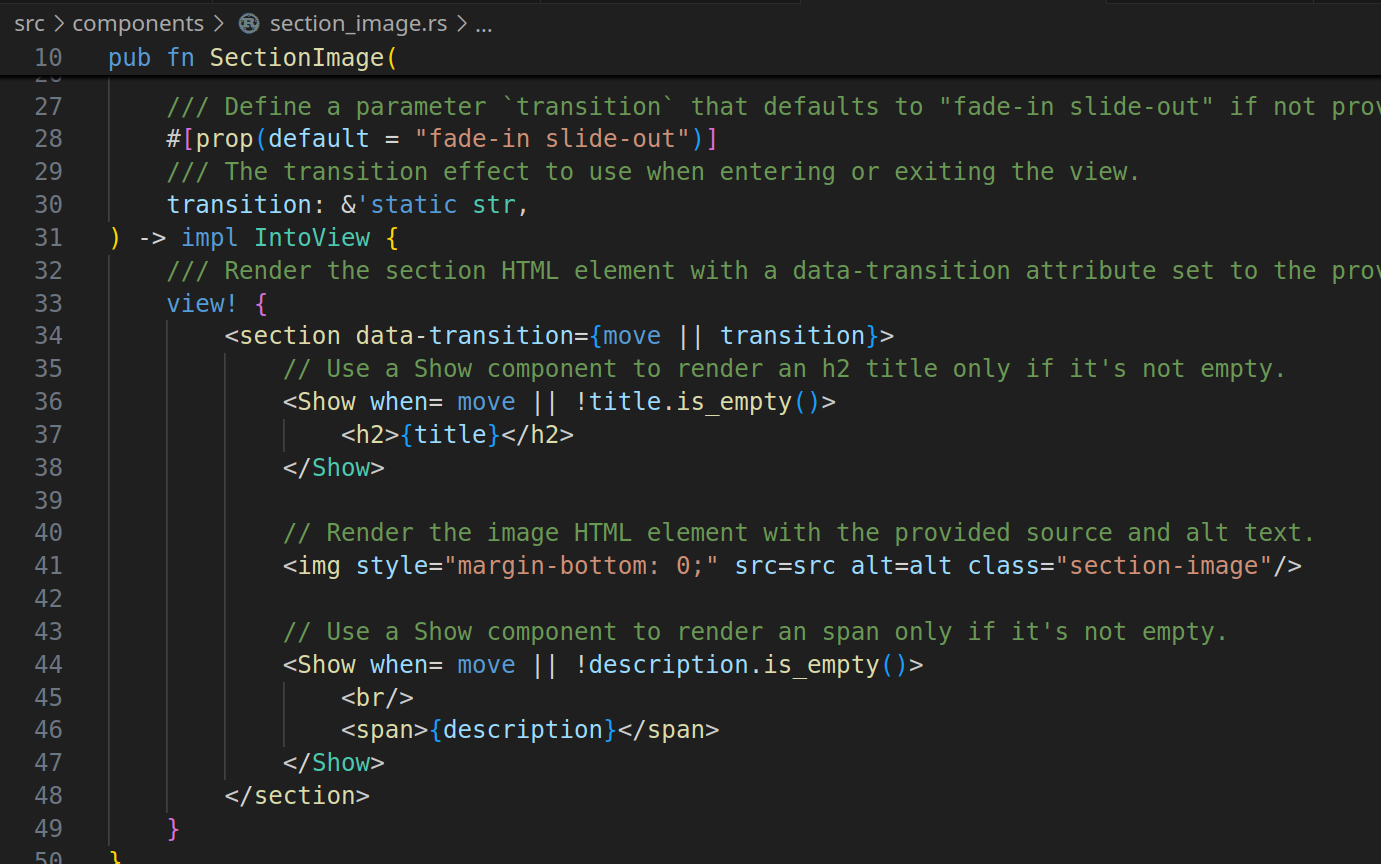 src > components > section_image.rs > ...
10 pub fn SectionImage(
27 /// Define a parameter `transition` that defaults to "fade-in slide-out" if not
28 #[prop(default = "fade-in slide-out")]
29 /// The transition effect to use when entering or exiting the view.
30 transition: &'static str,
31 ) -> impl IntoView {
32 /// Render the section HTML element with a data-transition attribute set to the
33 view! {
34 <section data-transition={move || transition}>
35 // Use a Show component to render an h2 title only if it's not empty.
36 <Show when= move || !title.is_empty()>
37 <h2>{title}</h2>
38 </Show>
39
40 // Render the image HTML element with the provided source and alt text.
41 <img style="margin-bottom: 0;" src=src alt=alt class="section-image"/>
42
43 // Use a Show component to render an span only if it's not empty.
44 <Show when= move || !description.is_empty()>
45 <br/>
46 <span>{description}</span>
47 </Show>
48 </section>
49 }
50 }